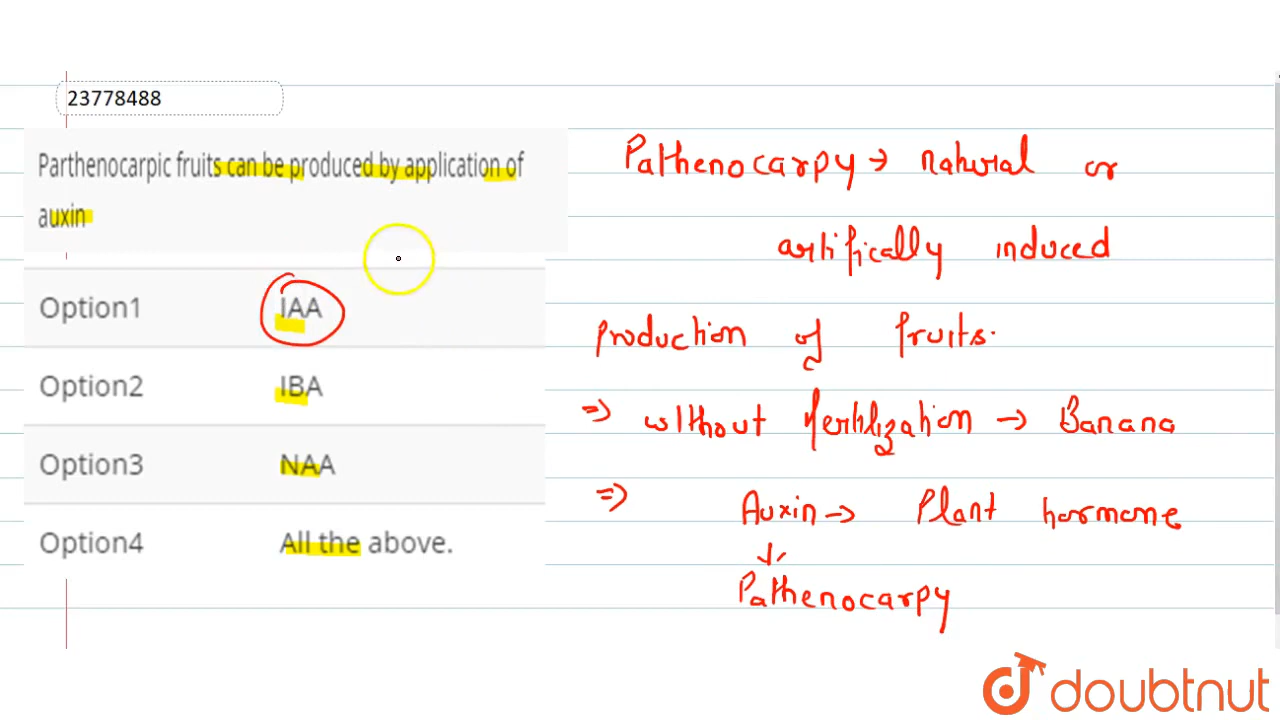 23778488
Parthenocarpic fruits can be produced by application of
auxin
Option1 IAA
Option2 IBA
Option3 NAA
Option4 All the above.
Pathenocarpy → natural or
artifically induced
production of fruits.
⇒ without fertilization → Banana
⇒ Auxin → Plant hormone
↓
Pathenocarpy
doubtnut